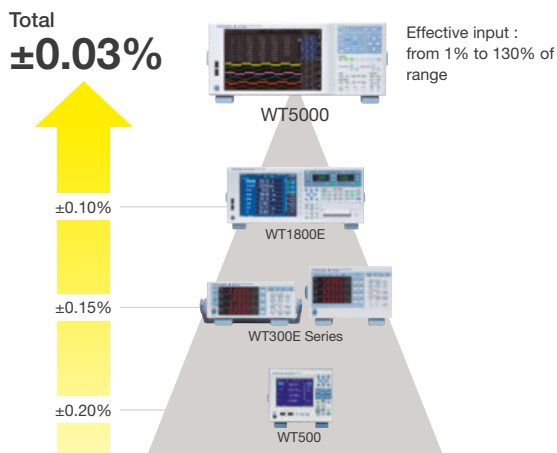 Total
±0.03%
Effective input :
from 1% to 130% of
range
WT5000
±0.10%
WT1800E
±0.15%
WT300E Series
±0.20%
WT500